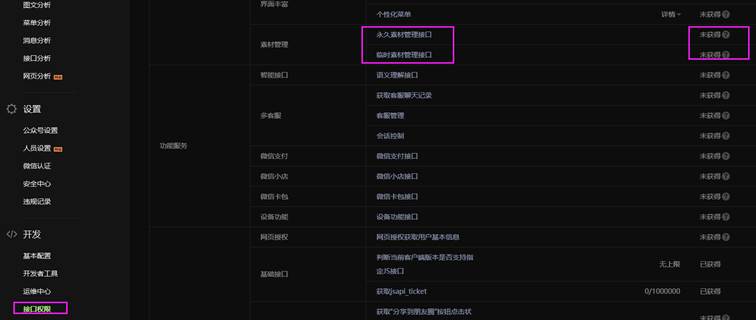 图文分析
菜单分析
消息分析
接口分析
网页分析
设置
公众号设置
人员设置
微信认证
安全中心
违规记录
开发
基本配置
开发者工具
运维中心
接口权限
界面丰富
个性化菜单 详情 未获得
素材管理
永久素材管理接口 未获得
临时素材管理接口 未获得
功能服务
智能接口 语义理解接口 未获得
多客服
获取客服聊天记录 未获得
客服管理 未获得
会话控制 未获得
微信支付 微信支付接口 未获得
微信小店 微信小店接口 未获得
微信卡包 微信卡包接口 未获得
设备功能 设备功能接口 未获得
网页授权 网页授权获取用户基本信息 未获得
基础接口
判断当前客户端版本是否支持指
定JS接口 无上限 已获得
获取jsapi_ticket 0/1000000 已获得
获取"分享到朋友圈"按钮点击状